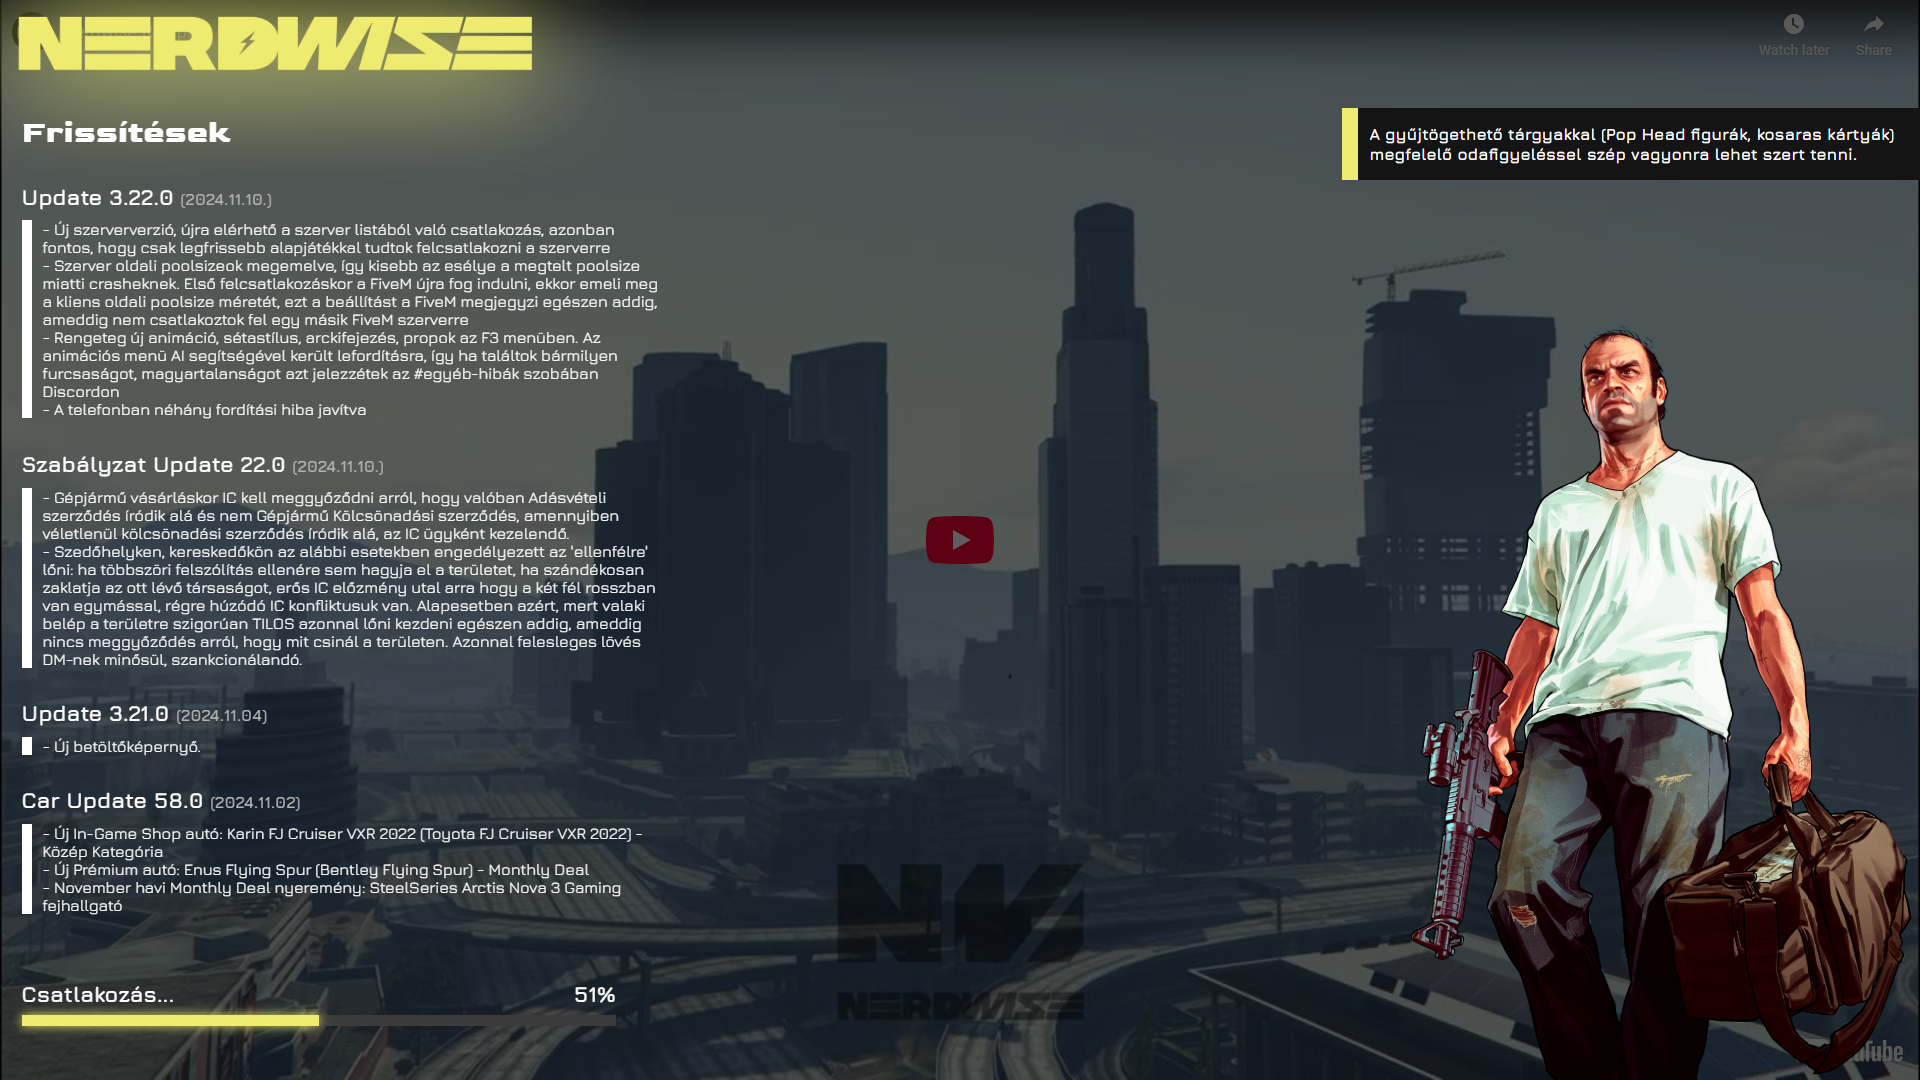 NERDWISE
Watch later
Share
Frissítések
A gyűjtögethető tárgyakkal (Pop Head figurák, kosaras kártyák)
megfelelő odafigyeléssel szép vagyonra lehet szert tenni.
Update 3.22.0 (2024.11.10.)
- Új szerververzió, újra elérhető a szerver listából való csatlakozás, azonban
fontos, hogy csak legfrissebb alapjátékkal tudtok felcsatlakozni a szerverre
- Szerver oldali poolsizeok megemelve, így kisebb az esélye a megtelt poolsize
miatti crasheknek. Első felcsatlakozáskor a FiveM újra fog indulni, ekkor emeli meg
a kliens oldali poolsize méretét, ezt a beállítást a FiveM megjegyzi egészen addig,
ameddig nem csatlakoztok fel egy másik FiveM szerverre
- Rengeteg új animáció, sétastílus, arckifejezés, propok az F3 menüben. Az
animációs menü AI segítségével került lefordításra, így ha találtok bármilyen
furcsaságot, magyartalanságot azt jelezzétek az #egyéb-hibák szobában
Discordon
- A telefonban néhány fordítási hiba javítva
Szabályzat Update 22.0 (2024.11.10.)
- Gépjármű vásárláskor IC kell meggyőződni arról, hogy valóban Adásvételi
szerződés íródik alá és nem Gépjármű Kölcsönadási szerződés, amennyiben
véletlenül kölcsönadási szerződés íródik alá, az IC ügyként kezelendő.
- Szedőhelyken, kereskedőkön az alábbi esetekben engedélyezett az 'ellenfélre'
lőni: ha többszöri felszólítás ellenére sem hagyja el a területet, ha szándékosan
zaklatja az ott lévő társaságot, erős IC előzmény utal arra hogy a két fél rosszban
van egymással, régre húzódó IC konfliktusuk van. Alapesetben azért, mert valaki
belép a területre szigorúan TILOS azonnal lőni kezdeni egészen addig, ameddig
nincs meggyőződés arról, hogy mit csinál a területen. Azonnal felesleges lövés
DM-nek minősül, szankcionálandó.
Update 3.21.0 (2024.11.04)
- Új betöltőképernyő.
Car Update 58.0 (2024.11.02)
- Új In-Game Shop autó: Karin FJ Cruiser VXR 2022 (Toyota FJ Cruiser VXR 2022) -
Közép Kategória
- Új Prémium autó: Enus Flying Spur (Bentley Flying Spur) - Monthly Deal
- November havi Monthly Deal nyeremény: SteelSeries Arctis Nova 3 Gaming
fejhallgató
NW
NERDWISE
Csatlakozás...
51%